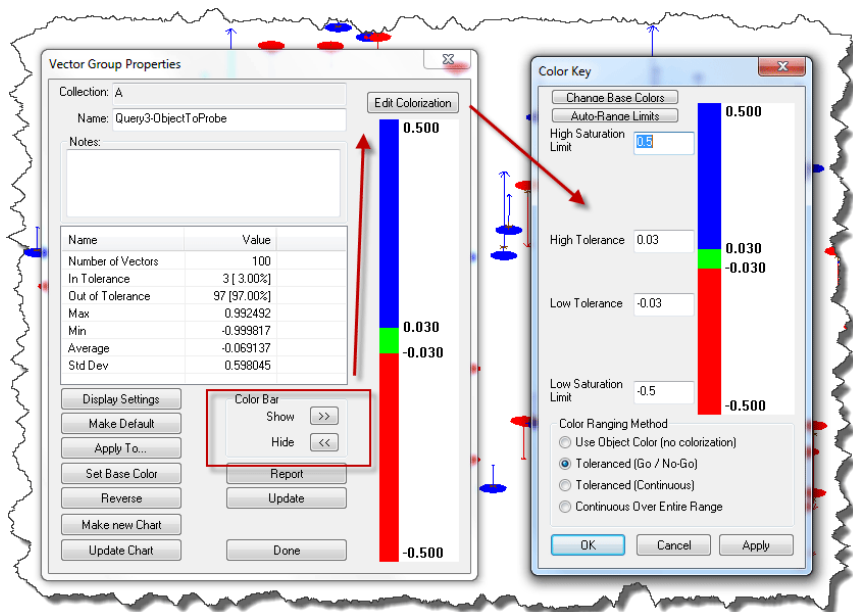 Vector Group Properties
Collection: A
Edit Colorization
Name: Query3-ObjectToProbe
0.500
Notes:
Name Value
Number of Vectors 100
In Tolerance 3 [ 3.00%]
Out of Tolerance 97 [97.00%]
Max 0.992492
Min -0.999817
Average -0.069137
Std Dev 0.598045
0.030
-0.030
Display Settings
Color Bar
Make Default
Show >>
Apply To...
Hide <<
Set Base Color
Report
Reverse
Update
Make new Chart
Update Chart
Done
-0.500
Color Key
Change Base Colors
Auto-Range Limits
0.500
High Saturation
Limit
0.5
High Tolerance 0.03
0.030
-0.030
Low Tolerance -0.03
Low Saturation
Limit
-0.5
-0.500
Color Ranging Method
Use Object Color (no colorization)
Toleranced (Go / No-Go)
Toleranced (Continuous)
Continuous Over Entire Range
OK Cancel Apply